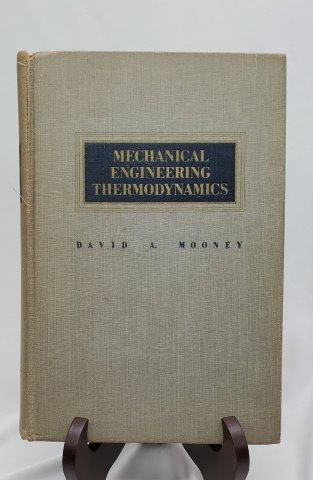 MECHANICAL
ENGINEERING
THERMODYNAMICS
DAVID A. MOONEY